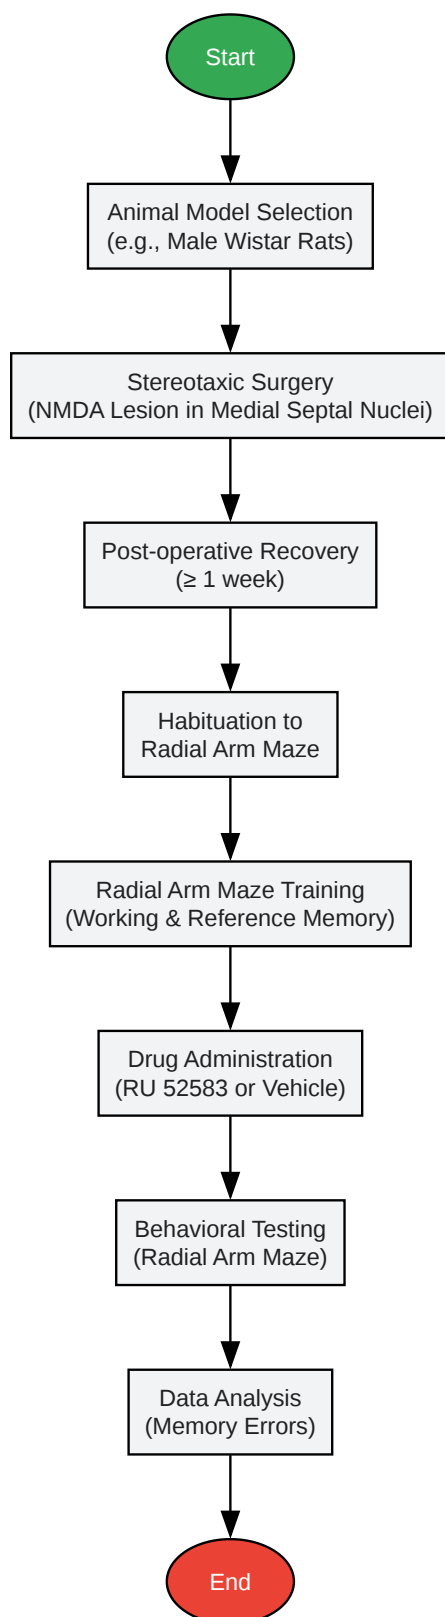 Start
Animal Model Selection
(e.g., Male Wistar Rats)
Stereotaxic Surgery
(NMDA Lesion in Medial Septal Nuclei)
Post-operative Recovery
(≥ 1 week)
Habituation to
Radial Arm Maze
Radial Arm Maze Training
(Working & Reference Memory)
Drug Administration
(RU 52583 or Vehicle)
Behavioral Testing
(Radial Arm Maze)
Data Analysis
(Memory Errors)
End